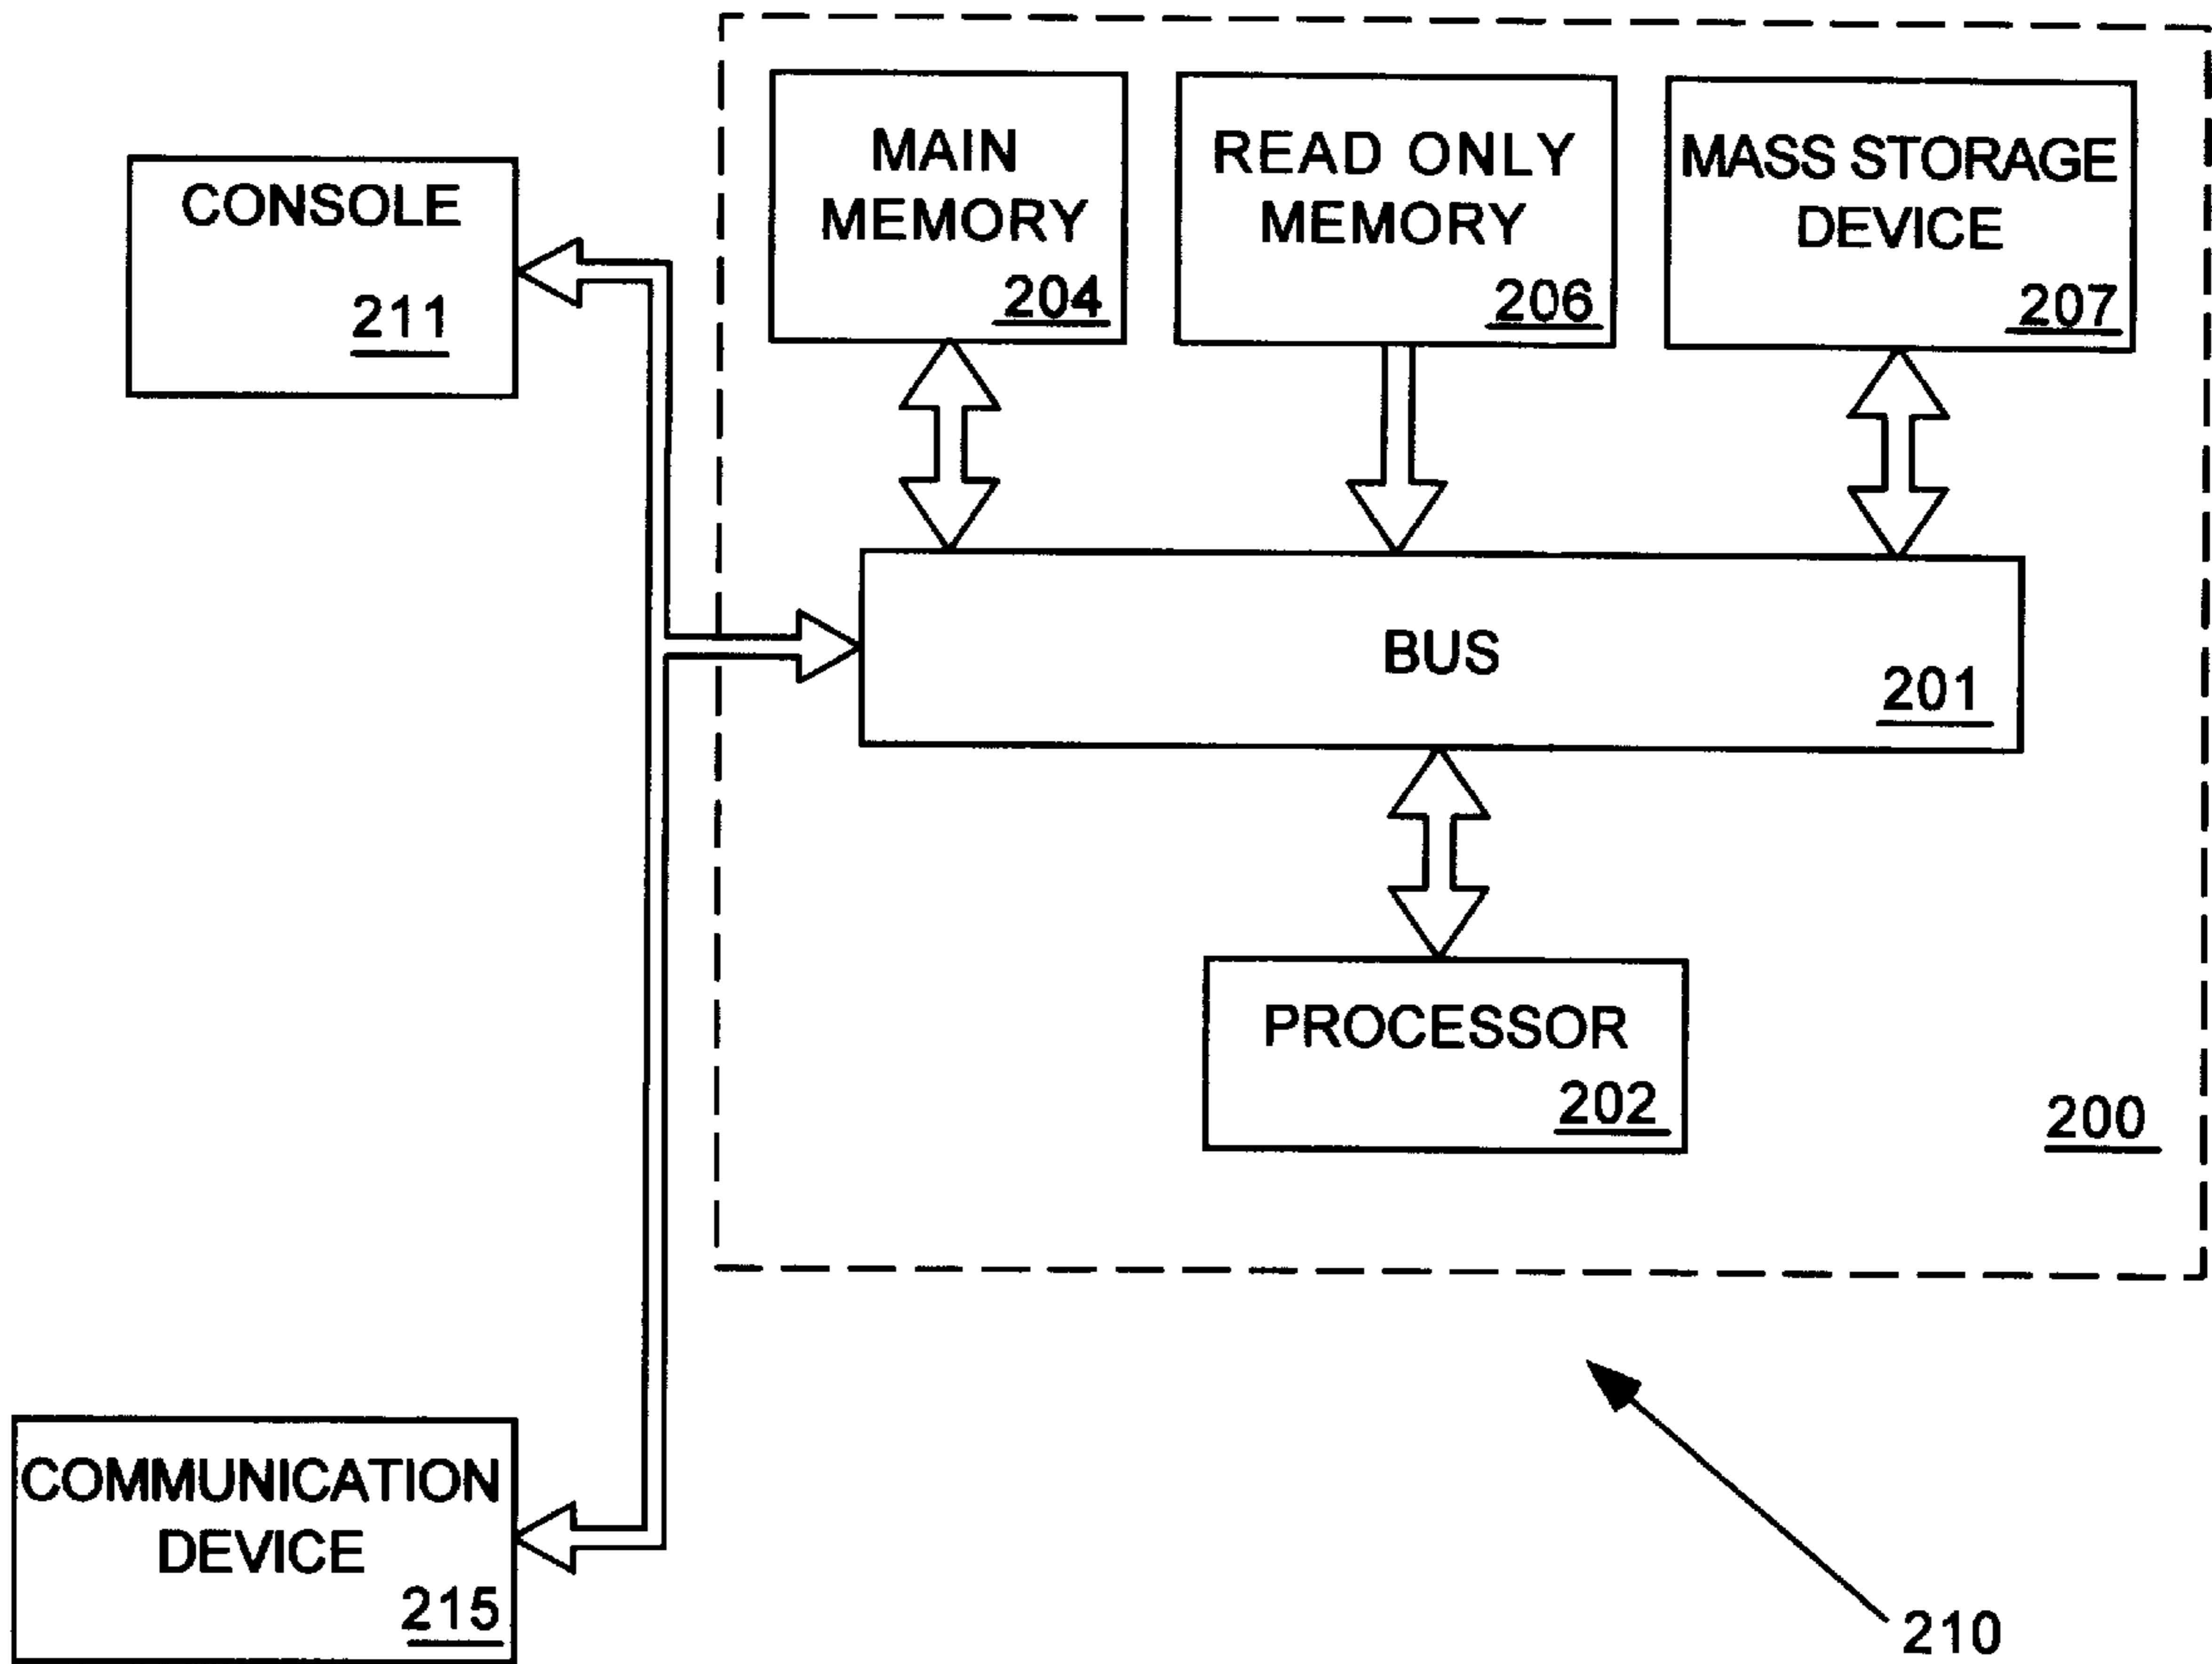 MAIN
MEMORY
204
READ ONLY
MEMORY
206
MASS STORAGE
DEVICE
207
CONSOLE
211
BUS
201
PROCESSOR
202
200
COMMUNICATION
DEVICE
215
210